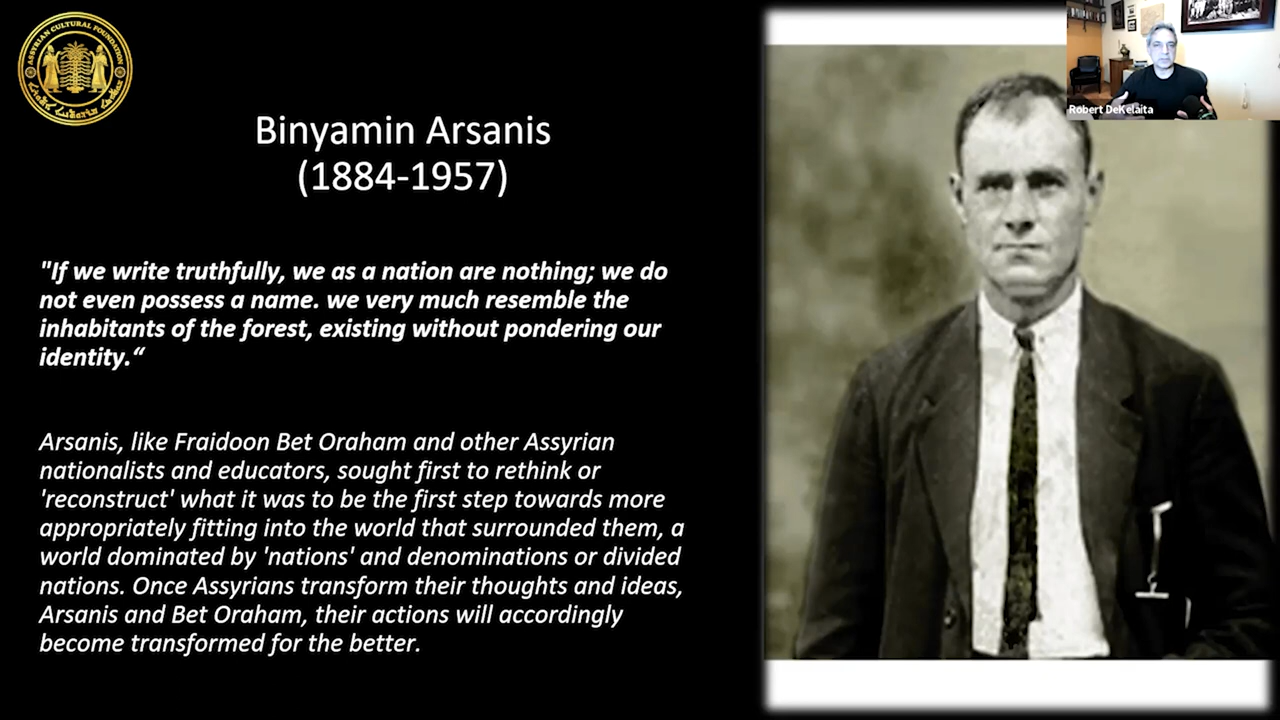 ASSYRIAN CULTURAL FOUNDATION
Robert DeKelaita
Binyamin Arsanis
(1884-1957)
"If we write truthfully, we as a nation are nothing; we do
not even possess a name. we very much resemble the
inhabitants of the forest, existing without pondering our
identity.“
Arsanis, like Fraidoon Bet Oraham and other Assyrian
nationalists and educators, sought first to rethink or
'reconstruct' what it was to be the first step towards more
appropriately fitting into the world that surrounded them, a
world dominated by 'nations' and denominations or divided
nations. Once Assyrians transform their thoughts and ideas,
Arsanis and Bet Oraham, their actions will accordingly
become transformed for the better.